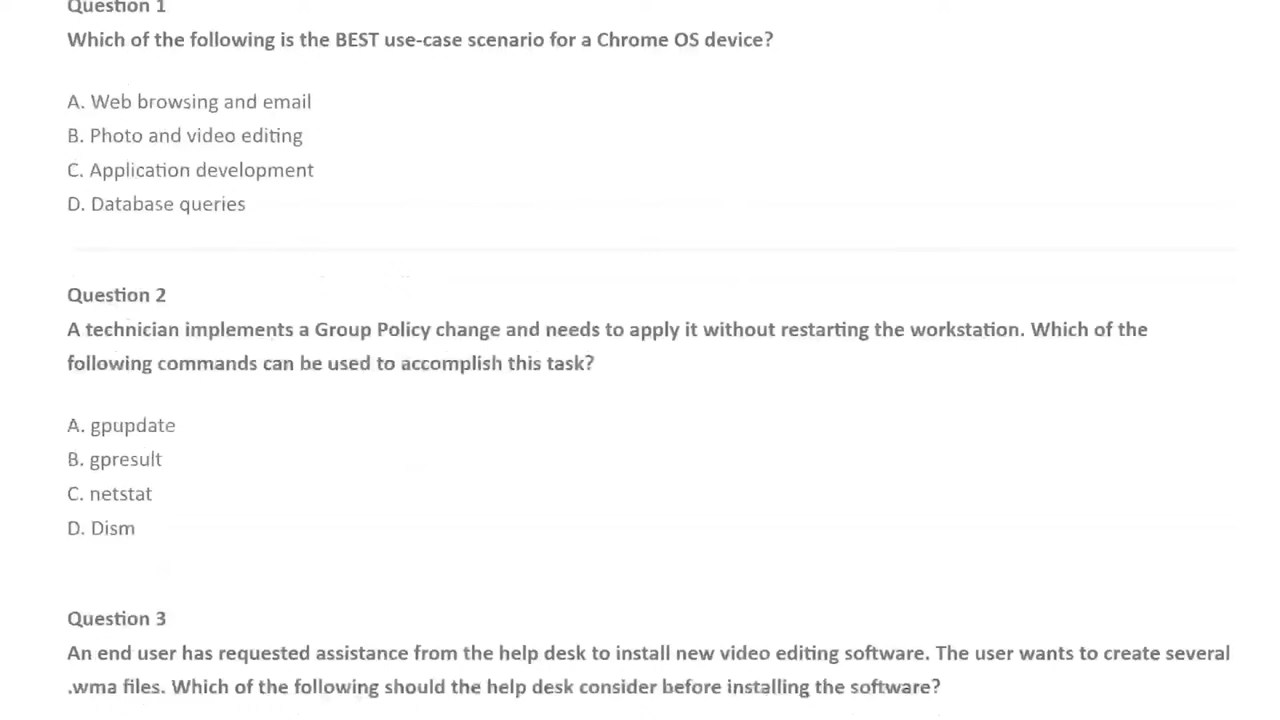 Question 1
Which of the following is the BEST use-case scenario for a Chrome OS device?
A. Web browsing and email
B. Photo and video editing
C. Application development
D. Database queries
Question 2
A technician implements a Group Policy change and needs to apply it without restarting the workstation. Which of the
following commands can be used to accomplish this task?
A. gpupdate
B. gpresult
C. netstat
D. Dism
Question 3
An end user has requested assistance from the help desk to install new video editing software. The user wants to create several
.wma files. Which of the following should the help desk consider before installing the software?